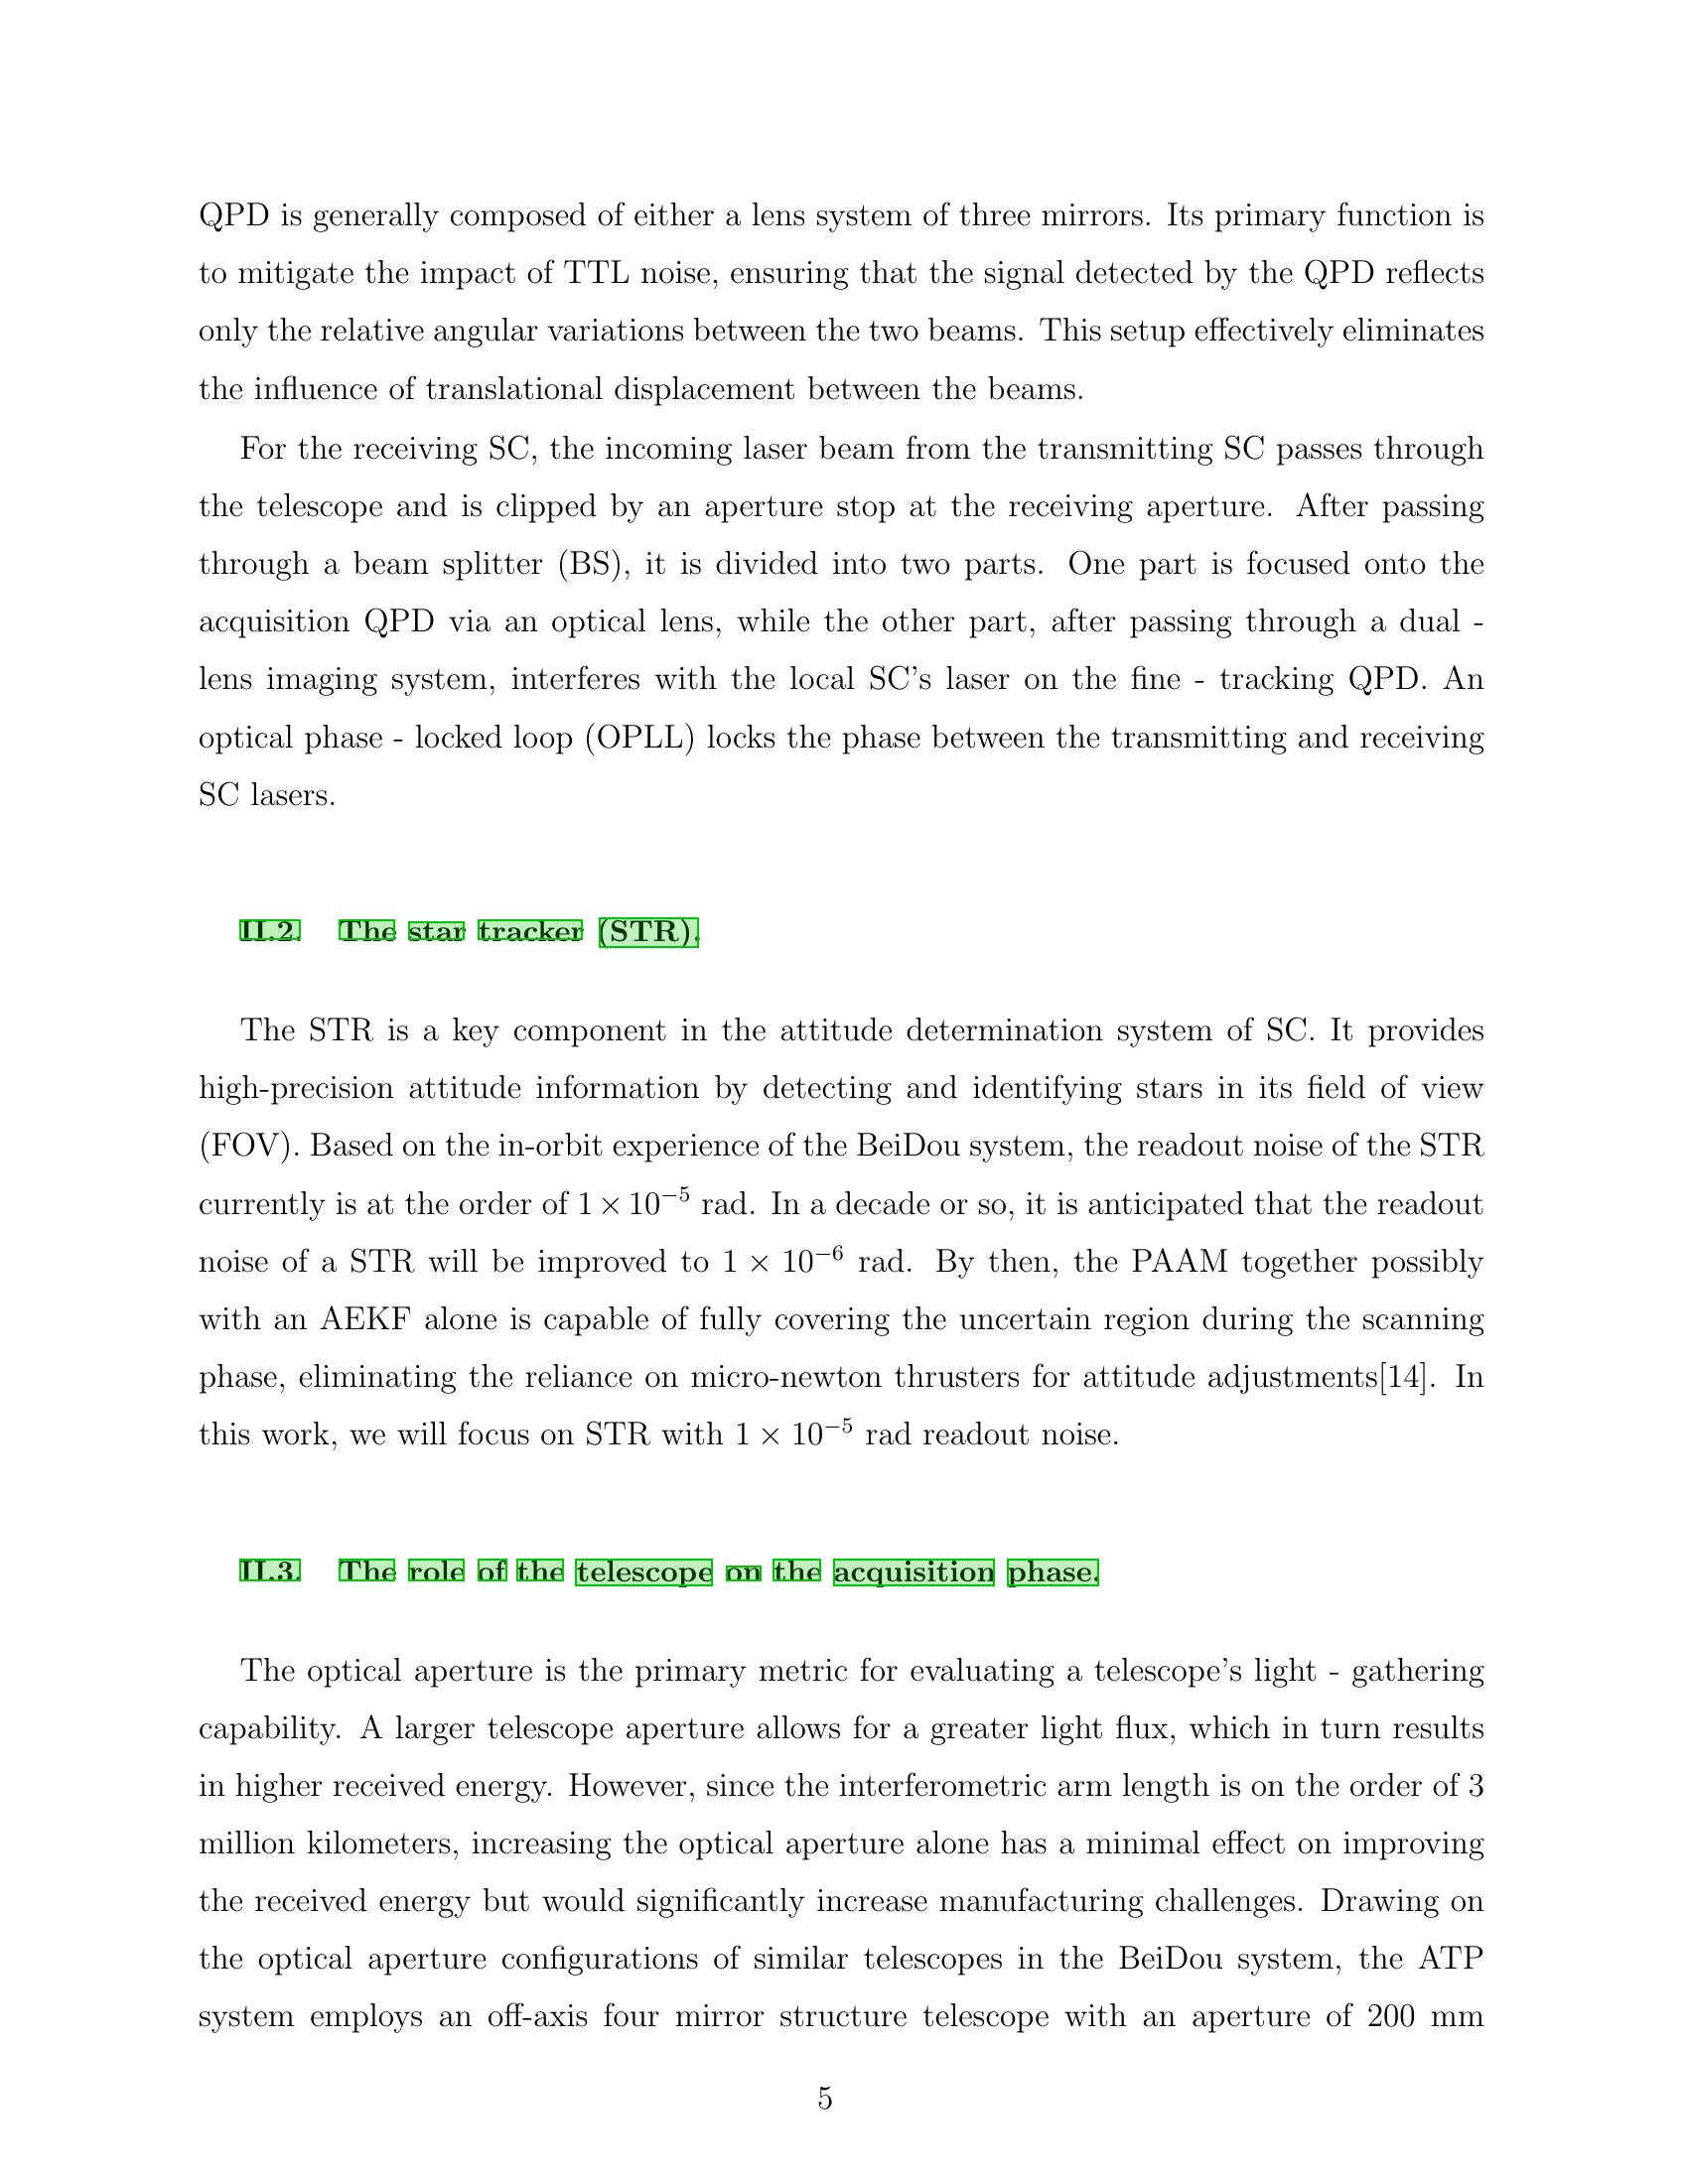 QPD is generally composed of either a lens system of three mirrors. Its primary function is
to mitigate the impact of TTL noise, ensuring that the signal detected by the QPD reflects
only the relative angular variations between the two beams. This setup effectively eliminates
the influence of translational displacement between the beams.
For the receiving SC, the incoming laser beam from the transmitting SC passes through
the telescope and is clipped by an aperture stop at the receiving aperture. After passing
through a beam splitter (BS), it is divided into two parts. One part is focused onto the
acquisition QPD via an optical lens, while the other part, after passing through a dual -
lens imaging system, interferes with the local SC's laser on the fine - tracking QPD. An
optical phase - locked loop (OPLL) locks the phase between the transmitting and receiving
SC lasers.
II.2. The star tracker (STR).
The STR is a key component in the attitude determination system of SC. It provides
high-precision attitude information by detecting and identifying stars in its field of view
(FOV). Based on the in-orbit experience of the BeiDou system, the readout noise of the STR
currently is at the order of 1 × 10⁻⁵ rad. In a decade or so, it is anticipated that the readout
noise of a STR will be improved to 1 × 10⁻⁶ rad. By then, the PAAM together possibly
with an AEKF alone is capable of fully covering the uncertain region during the scanning
phase, eliminating the reliance on micro-newton thrusters for attitude adjustments[14]. In
this work, we will focus on STR with 1 × 10⁻⁵ rad readout noise.
II.3. The role of the telescope on the acquisition phase.
The optical aperture is the primary metric for evaluating a telescope's light - gathering
capability. A larger telescope aperture allows for a greater light flux, which in turn results
in higher received energy. However, since the interferometric arm length is on the order of 3
million kilometers, increasing the optical aperture alone has a minimal effect on improving
the received energy but would significantly increase manufacturing challenges. Drawing on
the optical aperture configurations of similar telescopes in the BeiDou system, the ATP
system employs an off-axis four mirror structure telescope with an aperture of 200 mm
5